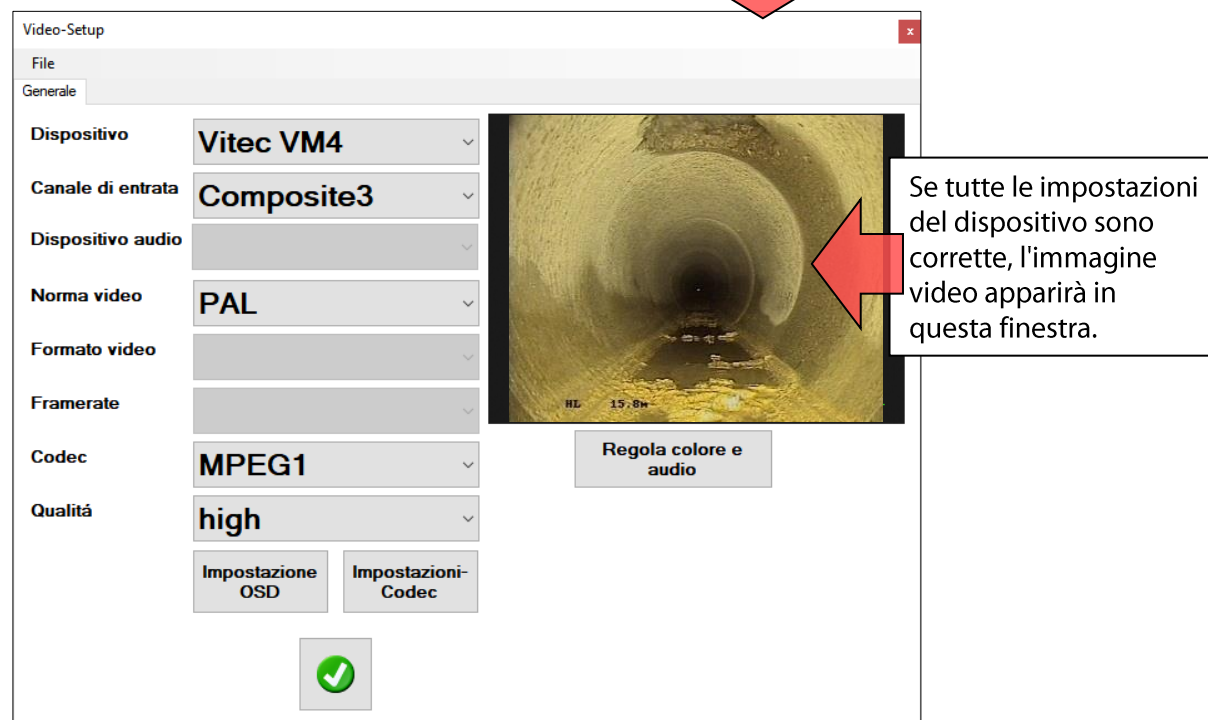 Video-Setup
x
File
Generale
Dispositivo
Vitec VM4
Canale di entrata
Composite3
Dispositivo audio
Norma video
PAL
Formato video
Framerate
Codec
MPEG1
Qualitá
high
Impostazione
OSD
Impostazioni-
Codec
HL 15.8m
Regola colore e
audio
Se tutte le impostazioni
del dispositivo sono
corrette, l'immagine
video apparirà in
questa finestra.